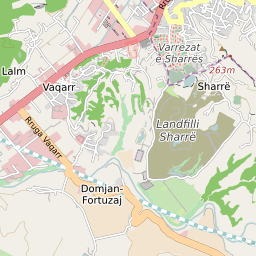 Varrezat
e Sharrës
263m
Lalm
Vaqarr
Sharrë
Landfilli
Sharrë
Rruga Vaqarr
Domjan-
Fortuzaj